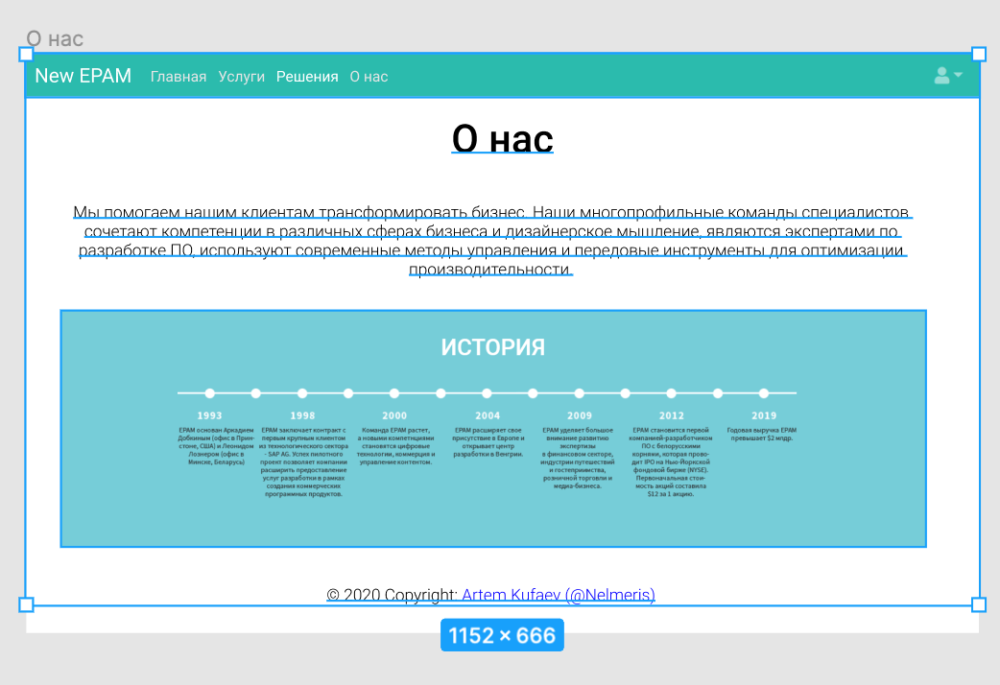 О нас
New EPAM Главная Услуги Решения О нас
О нас
Мы помогаем нашим клиентам трансформировать бизнес. Наши многопрофильные команды специалистов
сочетают компетенции в различных сферах бизнеса и дизайнерское мышление, являются экспертами по
разработке ПО, используют современные методы управления и передовые инструменты для оптимизации
производительности.
ИСТОРИЯ
1993
EPAM основан Аркадием
Добкиным (офис в Прин-
стоне, США) и Леонидом
Лознером (офис в
Минске, Беларусь)
1998
EPAM заключает контракт с
первым крупным клиентом
из технологического сектора
- SAP AG. Успех пилотного
проект позволяет компании
расширить предоставление
услуг разработки в рамках
создания коммерческих
программных продуктов.
2000
Команда EPAM растет,
а новыми компетенциями
становятся цифровые
технологии, коммерция и
управление контентом.
2004
EPAM расширяет свое
присутствие в Европе и
открывает центр
разработки в Венгрии.
2009
EPAM уделяет большое
внимание развитию
экспертизы
в финансовом секторе,
индустрии путешествий
и гостеприимства,
розничной торговли и
медиа-бизнеса.
2012
EPAM становится первой
компанией-разработчиком
ПО с белорусскими
корнями, которая прово-
дит IPO на Нью-Йоркской
фондовой бирже (NYSE).
Первоначальная стои-
мость акций составила
$12 за 1 акцию.
2019
Годовая выручка EPAM
превышает $2 млрд.
© 2020 Copyright: Artem Kufaev (@Nelmeris)
1152 × 666